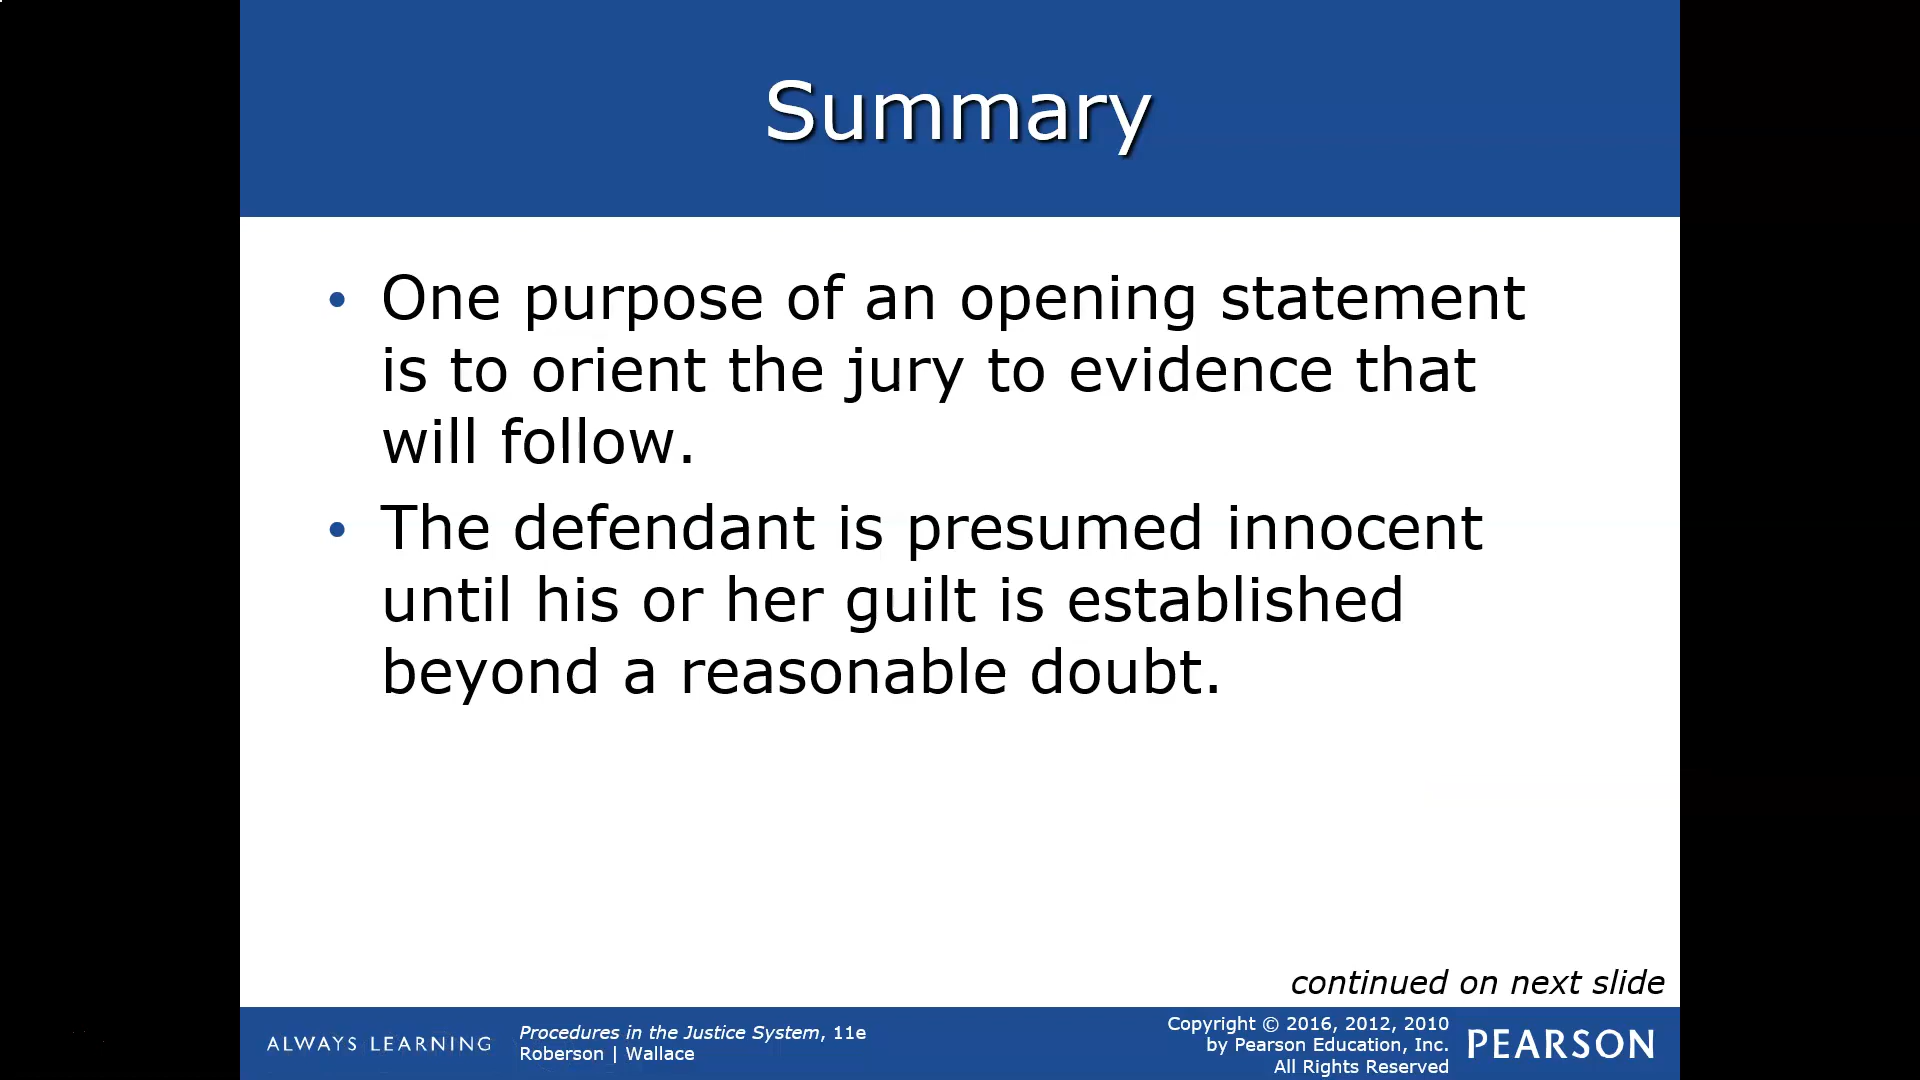 Summary
• One purpose of an opening statement
is to orient the jury to evidence that
will follow.
• The defendant is presumed innocent
until his or her guilt is established
beyond a reasonable doubt.
continued on next slide
ALWAYS LEARNING
Procedures in the Justice System, 11e
Roberson | Wallace
Copyright © 2016, 2012, 2010
by Pearson Education, Inc.
All Rights Reserved
PEARSON